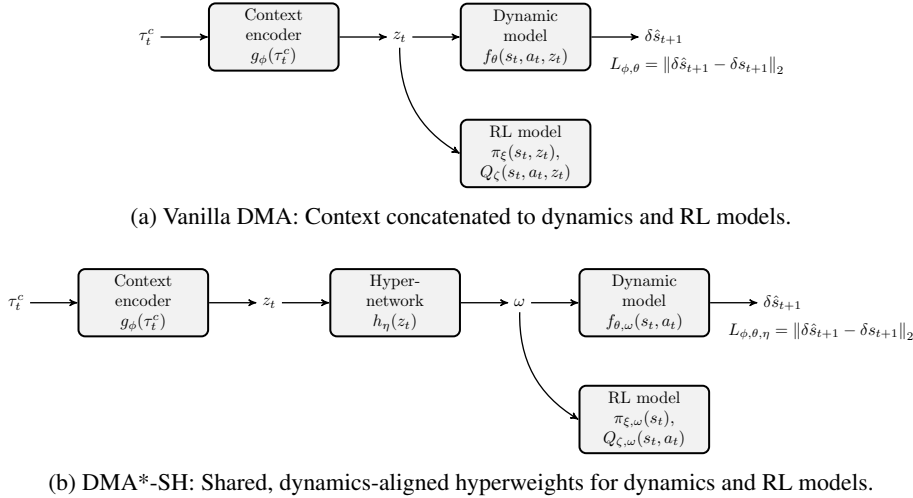 τ_t^c
Context
encoder
g_ϕ(τ_t^c)
z_t
Dynamic
model
f_θ(s_t, a_t, z_t)
δŝ_{t+1}
L_{ϕ,θ} = ‖δŝ_{t+1} − δs_{t+1}‖_2
RL model
π_ξ(s_t, z_t),
Q_ζ(s_t, a_t, z_t)
(a) Vanilla DMA: Context concatenated to dynamics and RL models.
τ_t^c
Context
encoder
g_ϕ(τ_t^c)
z_t
Hyper-
network
h_η(z_t)
ω
Dynamic
model
f_{θ,ω}(s_t, a_t)
δŝ_{t+1}
L_{ϕ,θ,η} = ‖δŝ_{t+1} − δs_{t+1}‖_2
RL model
π_{ξ,ω}(s_t),
Q_{ζ,ω}(s_t, a_t)
(b) DMA*-SH: Shared, dynamics-aligned hyperweights for dynamics and RL models.